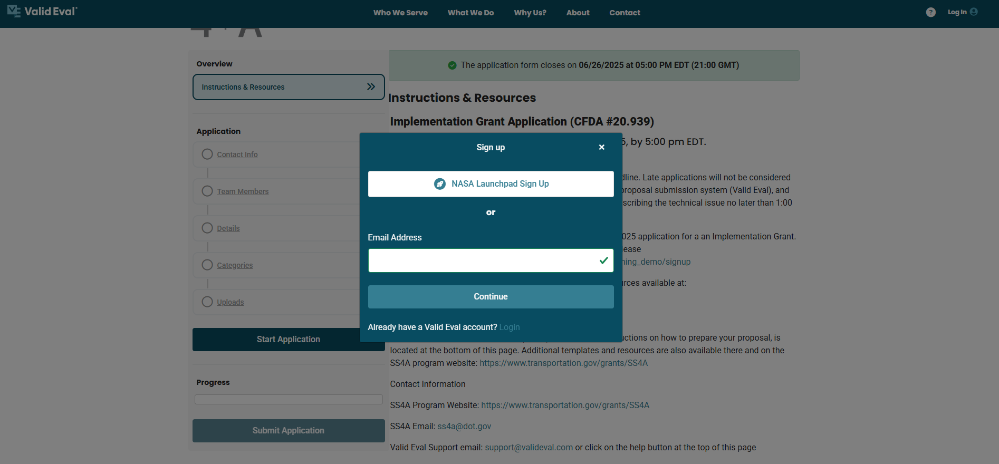 Valid Eval
Who We Serve What We Do Why Us? About Contact
? Log In
Overview
Instructions & Resources
Application
Contact Info
Team Members
Details
Categories
Uploads
Start Application
Progress
Submit Application
The application form closes on 06/26/2025 at 05:00 PM EDT (21:00 GMT)
Instructions & Resources
Implementation Grant Application (CFDA #20.939)
5, by 5:00 pm EDT.
dline. Late applications will not be considered
proposal submission system (Valid Eval), and
scribing the technical issue no later than 1:00
025 application for a an Implementation Grant.
lease
ning_demo/signup
urces available at:
uctions on how to prepare your proposal, is
located at the bottom of this page. Additional templates and resources are also available there and on the
SS4A program website: https://www.transportation.gov/grants/SS4A
Contact Information
SS4A Program Website: https://www.transportation.gov/grants/SS4A
SS4A Email: ss4a@dot.gov
Valid Eval Support email: support@valideval.com or click on the help button at the top of this page
Sign up
NASA Launchpad Sign Up
or
Email Address
Continue
Already have a Valid Eval account? Login